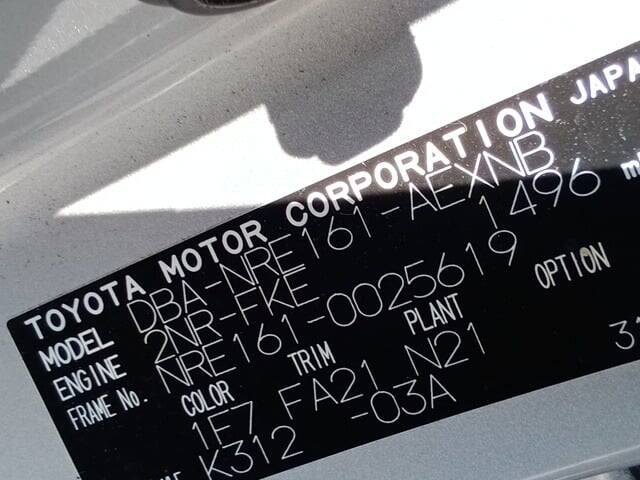 TOYOTA MOTOR CORPORATION JAPA
MODEL DBA-NRE161-AEXNB
ENGINE 2NR-FKE 1496 m
FRAME No. NRE161-0025619
COLOR TRIM PLANT OPTION
1F7 FA21 N21 31
K312 -03A